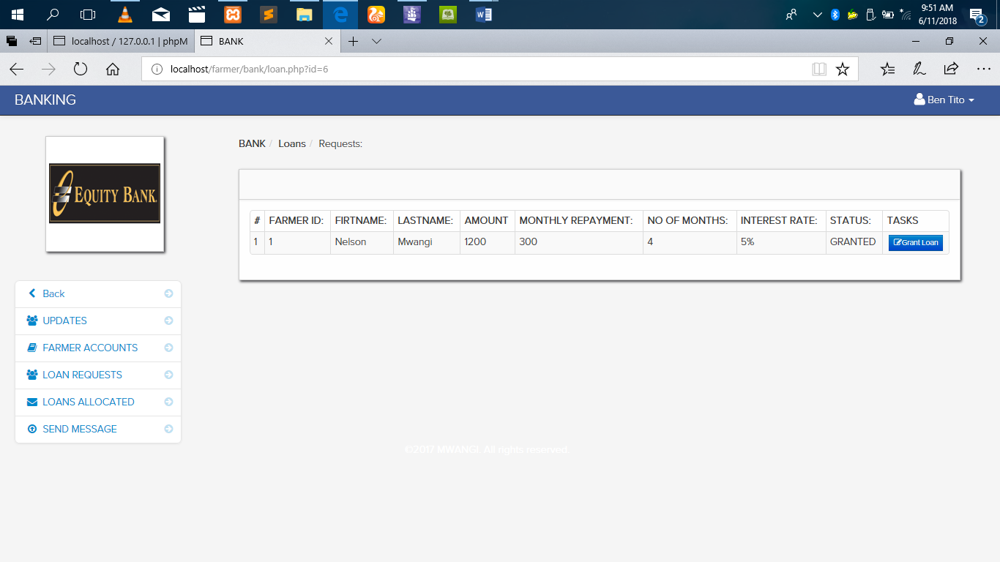 9:51 AM
6/11/2018
2
localhost / 127.0.0.1 | phpM
BANK
localhost/farmer/bank/loan.php?id=6
BANKING
Ben Tito
EQUITY BANK
BANK / Loans / Requests:
# FARMER ID: FIRTNAME: LASTNAME: AMOUNT MONTHLY REPAYMENT: NO OF MONTHS: INTEREST RATE: STATUS: TASKS
1 1 Nelson Mwangi 1200 300 4 5% GRANTED Grant Loan
Back
UPDATES
FARMER ACCOUNTS
LOAN REQUESTS
LOANS ALLOCATED
SEND MESSAGE
©2017 MWANGI. All rights reserved.